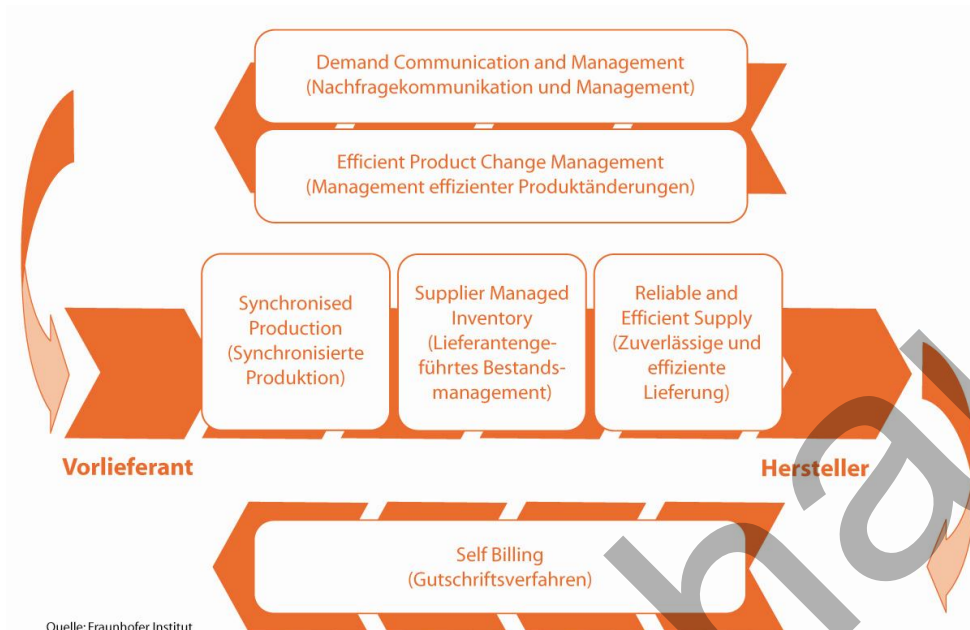 Demand Communication and Management
(Nachfragekommunikation und Management)
Efficient Product Change Management
(Management effizienter Produktänderungen)
Synchronised
Production
(Synchronisierte
Produktion)
Supplier Managed
Inventory
(Lieferantenge-
führtes Bestands-
management)
Reliable and
Efficient Supply
(Zuverlässige und
effiziente
Lieferung)
Vorlieferant
Hersteller
Self Billing
(Gutschriftsverfahren)
Quelle: Fraunhofer Institut